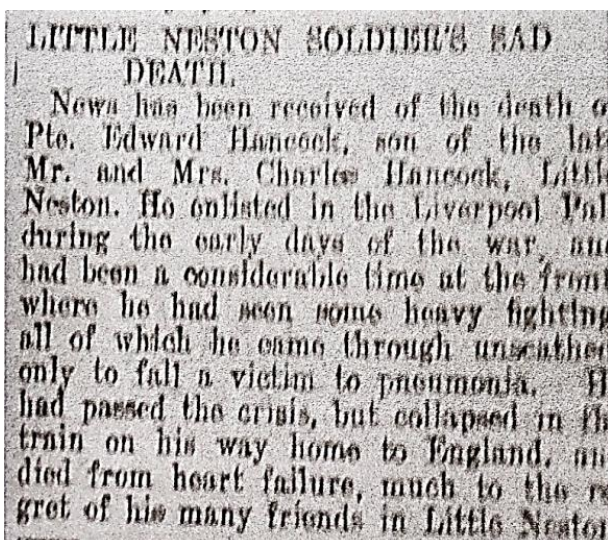 LITTLE NESTON SOLDIER'S SAD
DEATH.
News has been received of the death o
Pte. Edward Hancock, son of the lat
Mr. and Mrs. Charles Hancock, Littl
Neston. He enlisted in the Liverpool Pal
during the early days of the war, an
had been a considerable time at the front
where he had seen some heavy fighting
all of which he came through unscathed
only to fall a victim to pneumonia. H
had passed the crisis, but collapsed in th
train on his way home to England, an
died from heart failure, much to the r
gret of his many friends in Little Neston